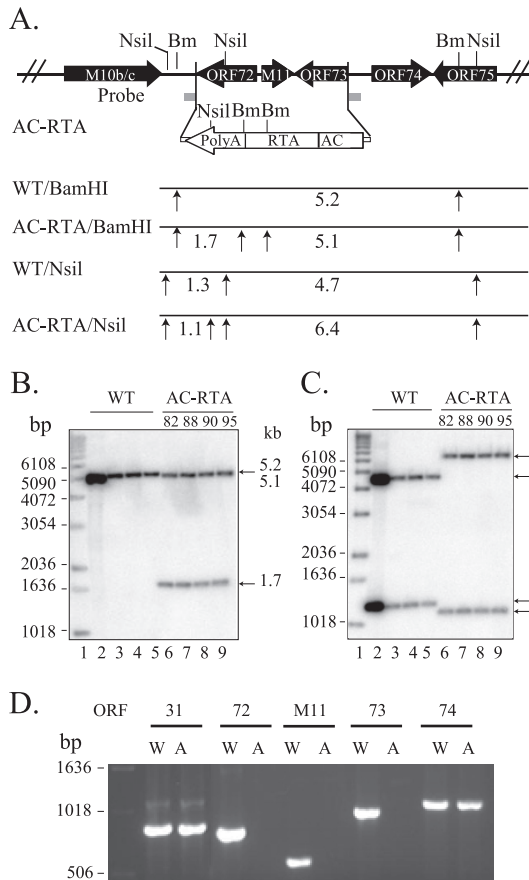 A.
NsiI Bm NsiI Bm NsiI
M10b/c ORF72 M11 ORF73 ORF74 ORF75
Probe
AC-RTA NsiI Bm Bm
PolyA RTA AC
WT/BamHI 5.2
AC-RTA/BamHI 1.7 5.1
WT/NsiI 1.3 4.7
AC-RTA/NsiI 1.1 6.4
B.
WT AC-RTA
82 88 90 95
bp kb
6108 5.2
5090 5.1
4072
3054
2036
1636 1.7
1018
1 2 3 4 5 6 7 8 9
C.
WT AC-RTA
82 88 90 95
bp
6108
5090
4072
3054
2036
1636
1018
1 2 3 4 5 6 7 8 9
D.
ORF 31 72 M11 73 74
bp W A W A W A W A W A
1636
1018
506